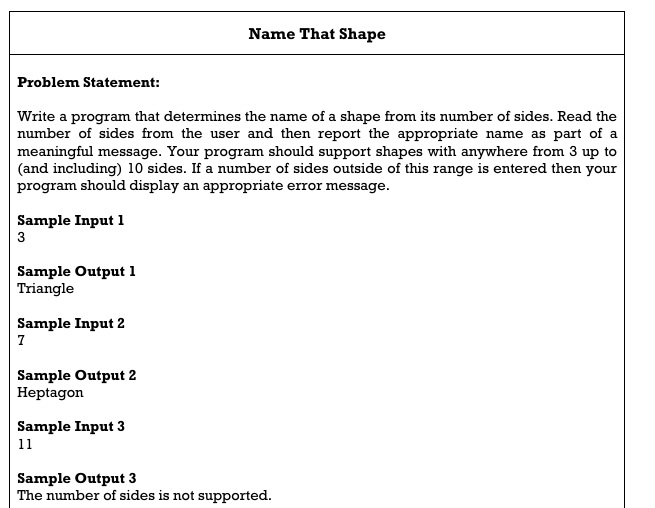 Name That Shape
Problem Statement:
Write a program that determines the name of a shape from its number of sides. Read the
number of sides from the user and then report the appropriate name as part of a
meaningful message. Your program should support shapes with anywhere from 3 up to
(and including) 10 sides. If a number of sides outside of this range is entered then your
program should display an appropriate error message.
Sample Input 1
3
Sample Output 1
Triangle
Sample Input 2
7
Sample Output 2
Heptagon
Sample Input 3
11
Sample Output 3
The number of sides is not supported.